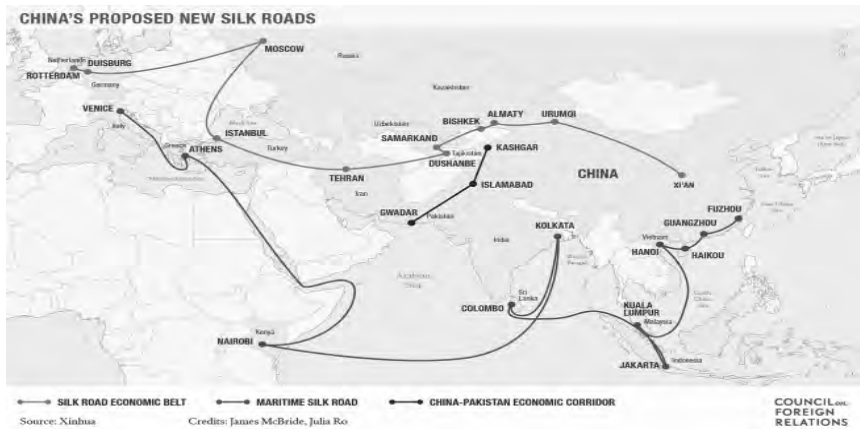 CHINA'S PROPOSED NEW SILK ROADS
MOSCOW
Russia
Netherlands
DUISBURG
ROTTERDAM
Germany
Kazakhstan
VENICE
Italy
ALMATY
URUMQI
BISHKEK
Uzbekistan
ISTANBUL
SAMARKAND
Greece
ATHENS
Turkey
Tajikistan
KASHGAR
DUSHANBE
TEHRAN
CHINA
XI'AN
ISLAMABAD
Iran
FUZHOU
GWADAR
Pakistan
GUANGZHOU
KOLKATA
Vietnam
India
HANOI
HAIKOU
Arabian
Sri
Lanka
COLOMBO
KUALA
LUMPUR
Malaysia
Kenya
NAIROBI
JAKARTA
Indonesia
SILK ROAD ECONOMIC BELT
MARITIME SILK ROAD
CHINA-PAKISTAN ECONOMIC CORRIDOR
COUNCIL on
FOREIGN
RELATIONS
Source: Xinhua
Credits: James McBride, Julia Ro